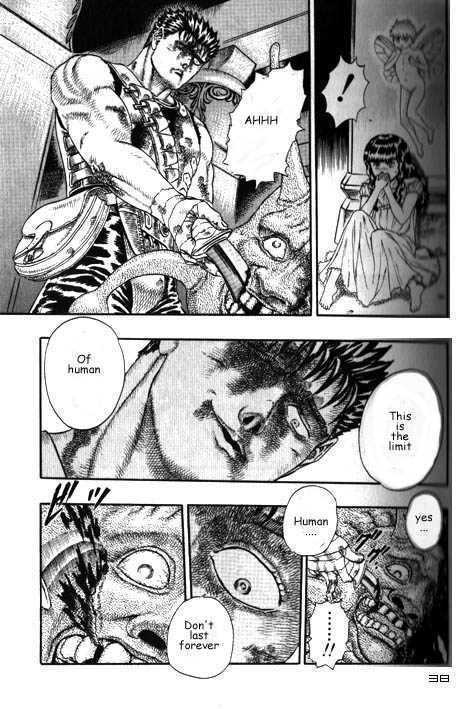 !
AHHH
This
is
the
limit
Of
human
yes
...
Human
....
......!!
Don't
last
forever
38